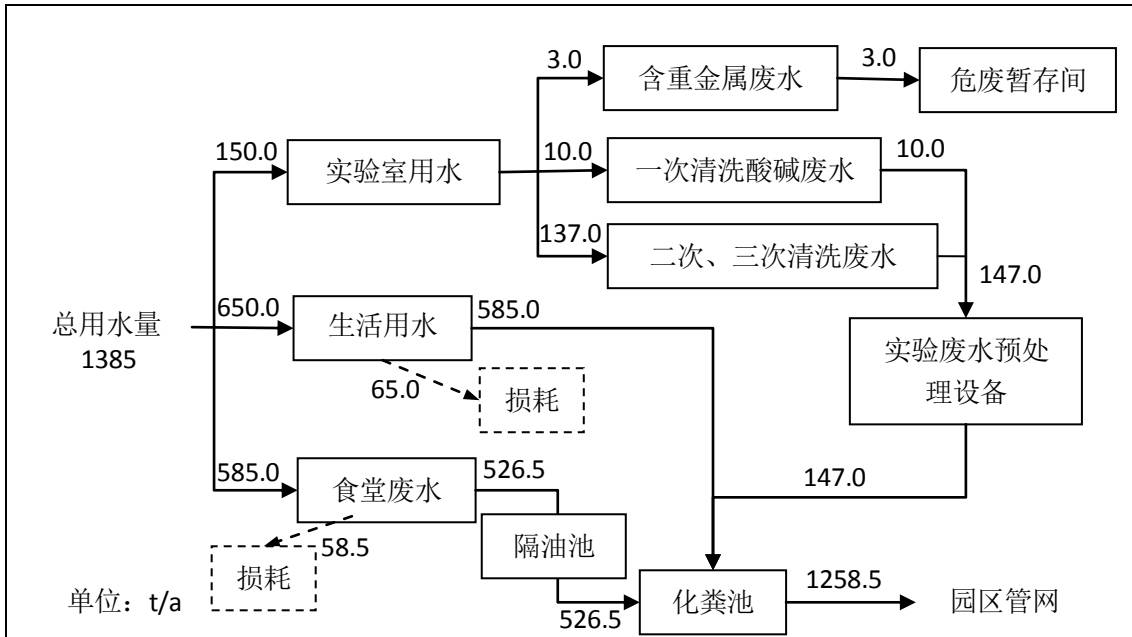 3.0
含重金属废水
3.0
危废暂存间
150.0
实验室用水
10.0
一次清洗酸碱废水
10.0
137.0
二次、三次清洗废水
147.0
总用水量
1385
650.0
生活用水
585.0
65.0
损耗
实验废水预处
理设备
585.0
食堂废水
526.5
147.0
58.5
损耗
隔油池
单位：t/a
526.5
化粪池
1258.5
园区管网